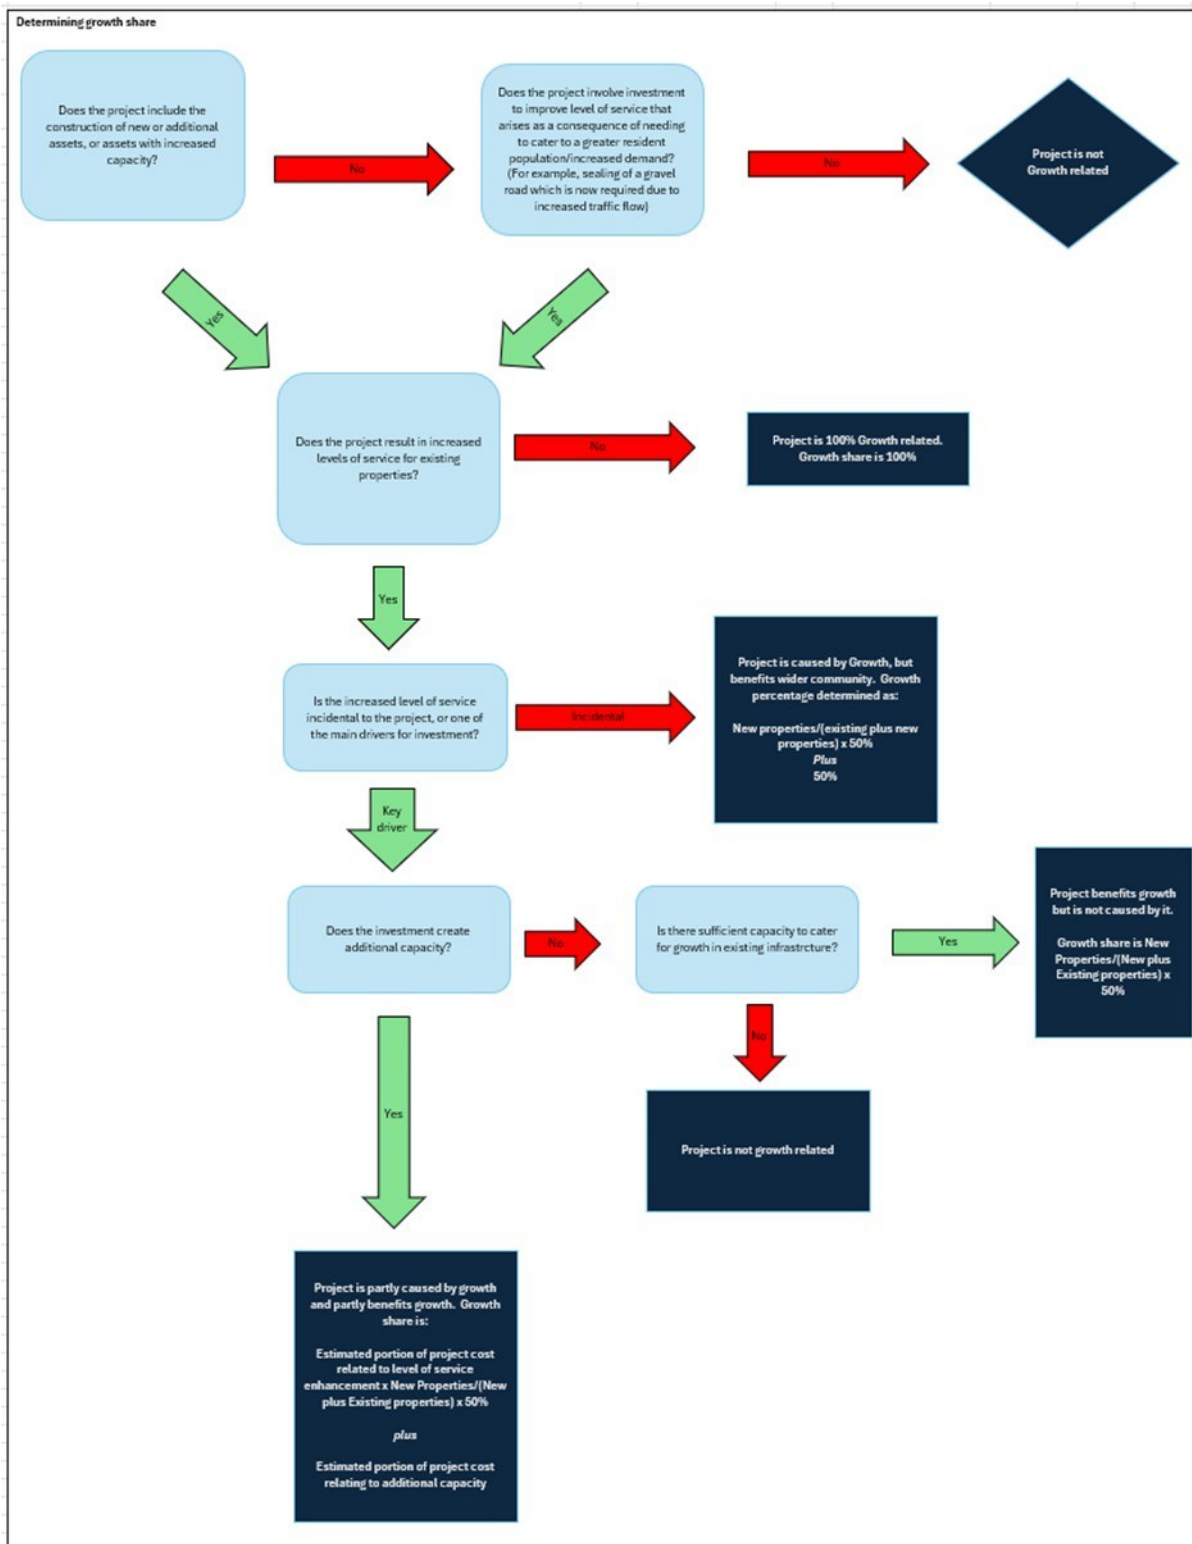 Determining growth share
Does the project include the
construction of new or additional
assets, or assets with increased
capacity?
No
Does the project involve investment
to improve level of service that
arises as a consequence of needing
to cater to a greater resident
population/increased demand?
(For example, sealing of a gravel
road which is now required due to
increased traffic flow)
No
Project is not
Growth related
Yes
Yes
Does the project result in increased
levels of service for existing
properties?
No
Project is 100% Growth related.
Growth share is 100%
Yes
Is the increased level of service
incidental to the project, or one of
the main drivers for investment?
Incidental
Project is caused by Growth, but
benefits wider community. Growth
percentage determined as:
New properties/(existing plus new
properties) x 50%
Plus
50%
Key
driver
Does the investment create
additional capacity?
No
Is there sufficient capacity to cater
for growth in existing infrastrcture?
Yes
Project benefits growth
but is not caused by it.
Growth share is New
Properties/(New plus
Existing properties) x
50%
No
Project is not growth related
Yes
Project is partly caused by growth
and partly benefits growth. Growth
share is:
Estimated portion of project cost
related to level of service
enhancement x New Properties/(New
plus Existing properties) x 50%
plus
Estimated portion of project cost
relating to additional capacity